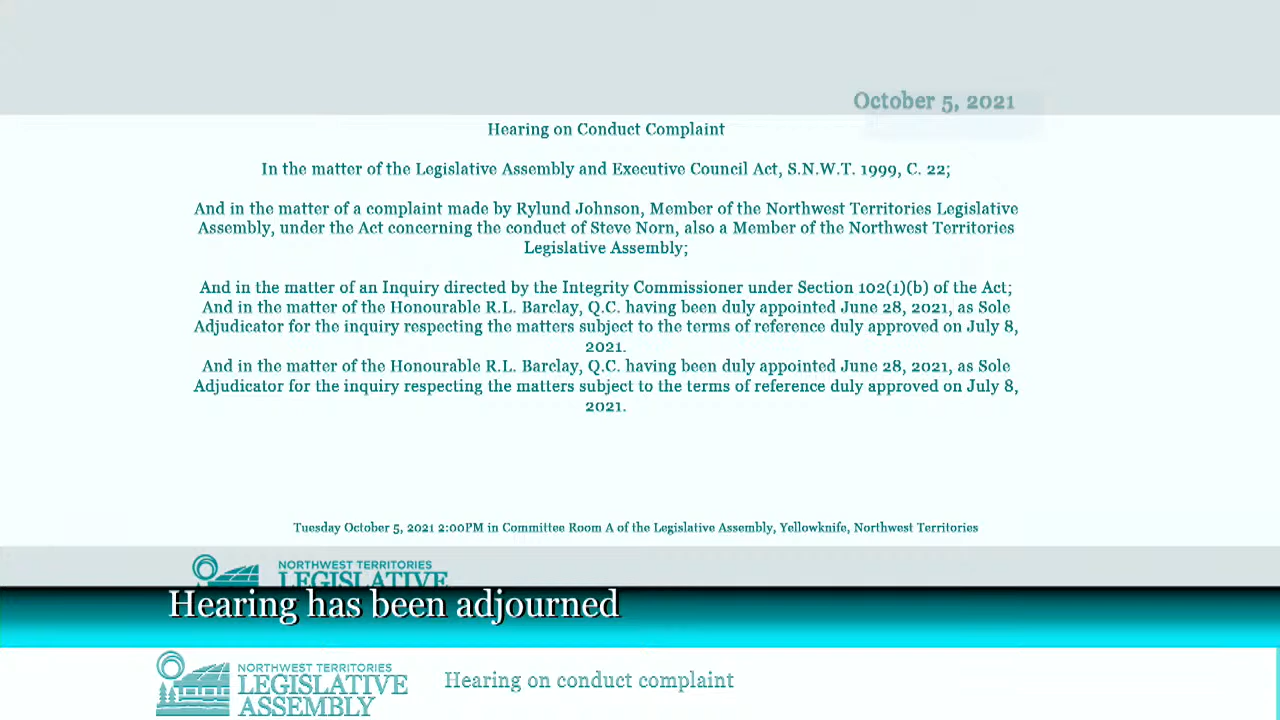 October 5, 2021
Hearing on Conduct Complaint
In the matter of the Legislative Assembly and Executive Council Act, S.N.W.T. 1999, C. 22;
And in the matter of a complaint made by Rylund Johnson, Member of the Northwest Territories Legislative
Assembly, under the Act concerning the conduct of Steve Norn, also a Member of the Northwest Territories
Legislative Assembly;
And in the matter of an Inquiry directed by the Integrity Commissioner under Section 102(1)(b) of the Act;
And in the matter of the Honourable R.L. Barclay, Q.C. having been duly appointed June 28, 2021, as Sole
Adjudicator for the inquiry respecting the matters subject to the terms of reference duly approved on July 8,
2021.
And in the matter of the Honourable R.L. Barclay, Q.C. having been duly appointed June 28, 2021, as Sole
Adjudicator for the inquiry respecting the matters subject to the terms of reference duly approved on July 8,
2021.
Tuesday October 5, 2021 2:00PM in Committee Room A of the Legislative Assembly, Yellowknife, Northwest Territories
NORTHWEST TERRITORIES
LEGISLATIVE
Hearing has been adjourned
NORTHWEST TERRITORIES
LEGISLATIVE
ASSEMBLY
Hearing on conduct complaint